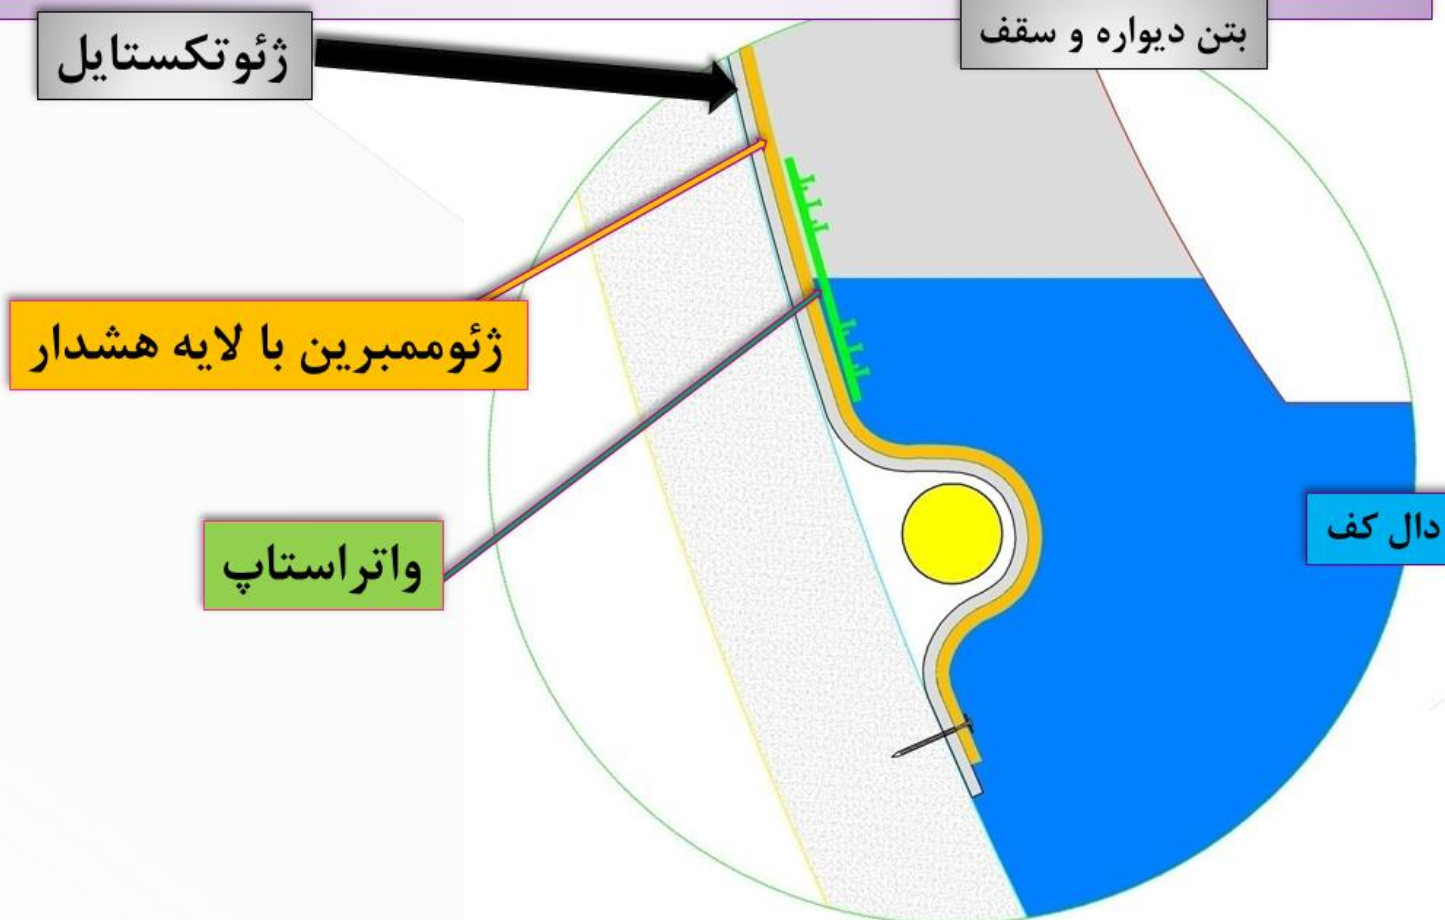 بتن دیواره و سقف
ژئوتکستایل
ژئوممبرین با لایه هشدار
دال کف
واتراستاپ